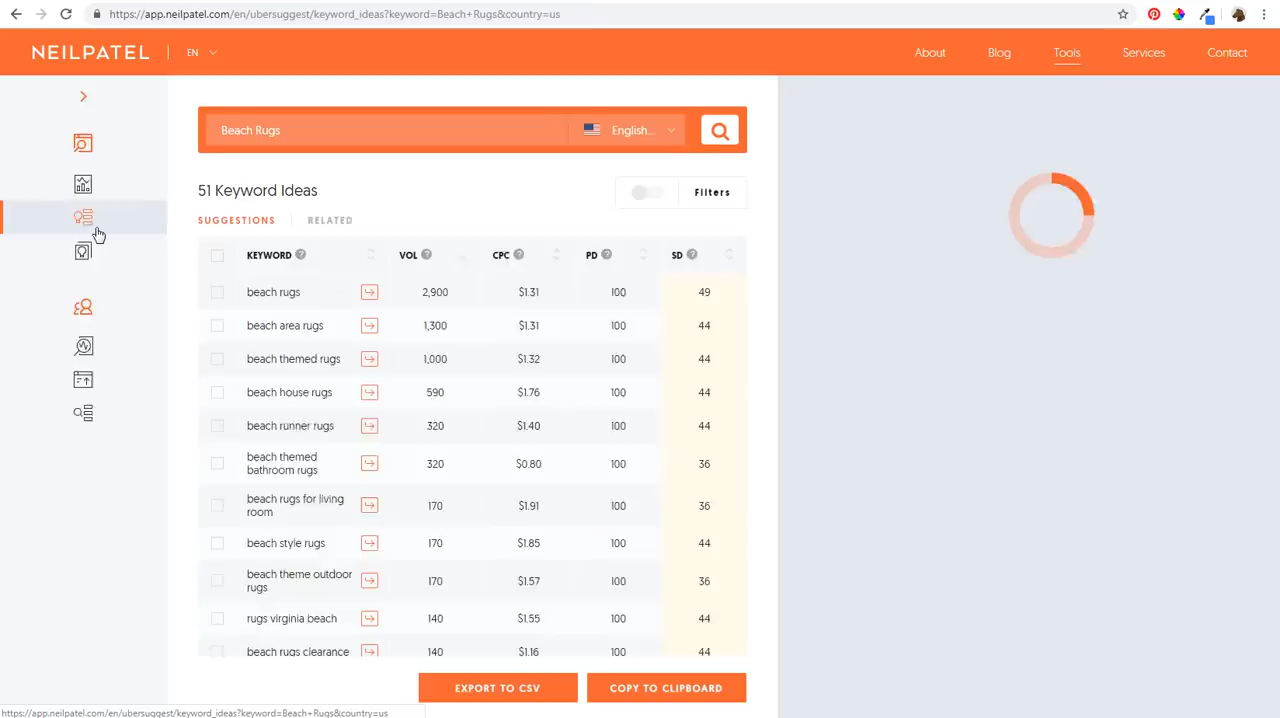 https://app.neilpatel.com/en/ubersuggest/keyword_ideas?keyword=Beach+Rugs&country=us
NEILPATEL
EN
About
Blog
Tools
Services
Contact
Beach Rugs
English...
51 Keyword Ideas
Filters
SUGGESTIONS
RELATED
KEYWORD ?
VOL ?
CPC ?
PD ?
SD ?
beach rugs 2,900 $1.31 100 49
beach area rugs 1,300 $1.31 100 44
beach themed rugs 1,000 $1.32 100 44
beach house rugs 590 $1.76 100 44
beach runner rugs 320 $1.40 100 44
beach themed
bathroom rugs 320 $0.80 100 36
beach rugs for living
room 170 $1.91 100 36
beach style rugs 170 $1.85 100 44
beach theme outdoor
rugs 170 $1.57 100 36
rugs virginia beach 140 $1.55 100 44
beach rugs clearance 140 $1.16 100 44
EXPORT TO CSV
COPY TO CLIPBOARD
https://app.neilpatel.com/en/ubersuggest/keyword_ideas?keyword=Beach+Rugs&country=us